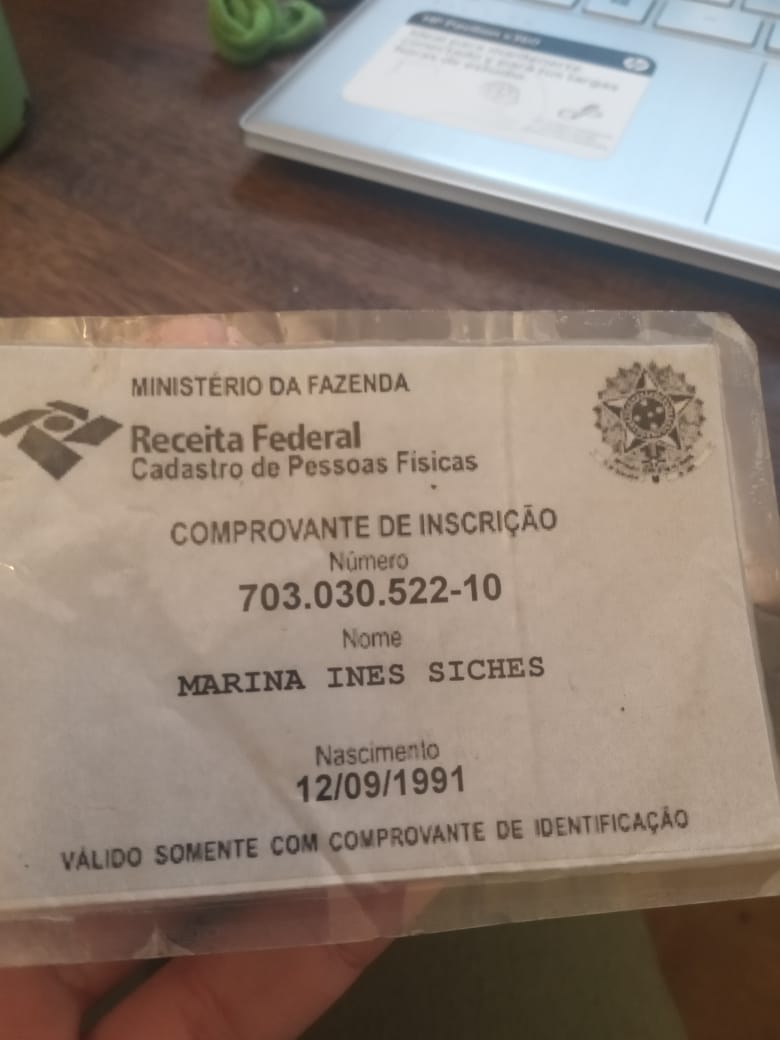 HP Pavilion x360
MINISTÉRIO DA FAZENDA
Receita Federal
Cadastro de Pessoas Físicas
COMPROVANTE DE INSCRIÇÃO
Número
703.030.522-10
Nome
MARINA INES SICHES
Nascimento
12/09/1991
VÁLIDO SOMENTE COM COMPROVANTE DE IDENTIFICAÇÃO